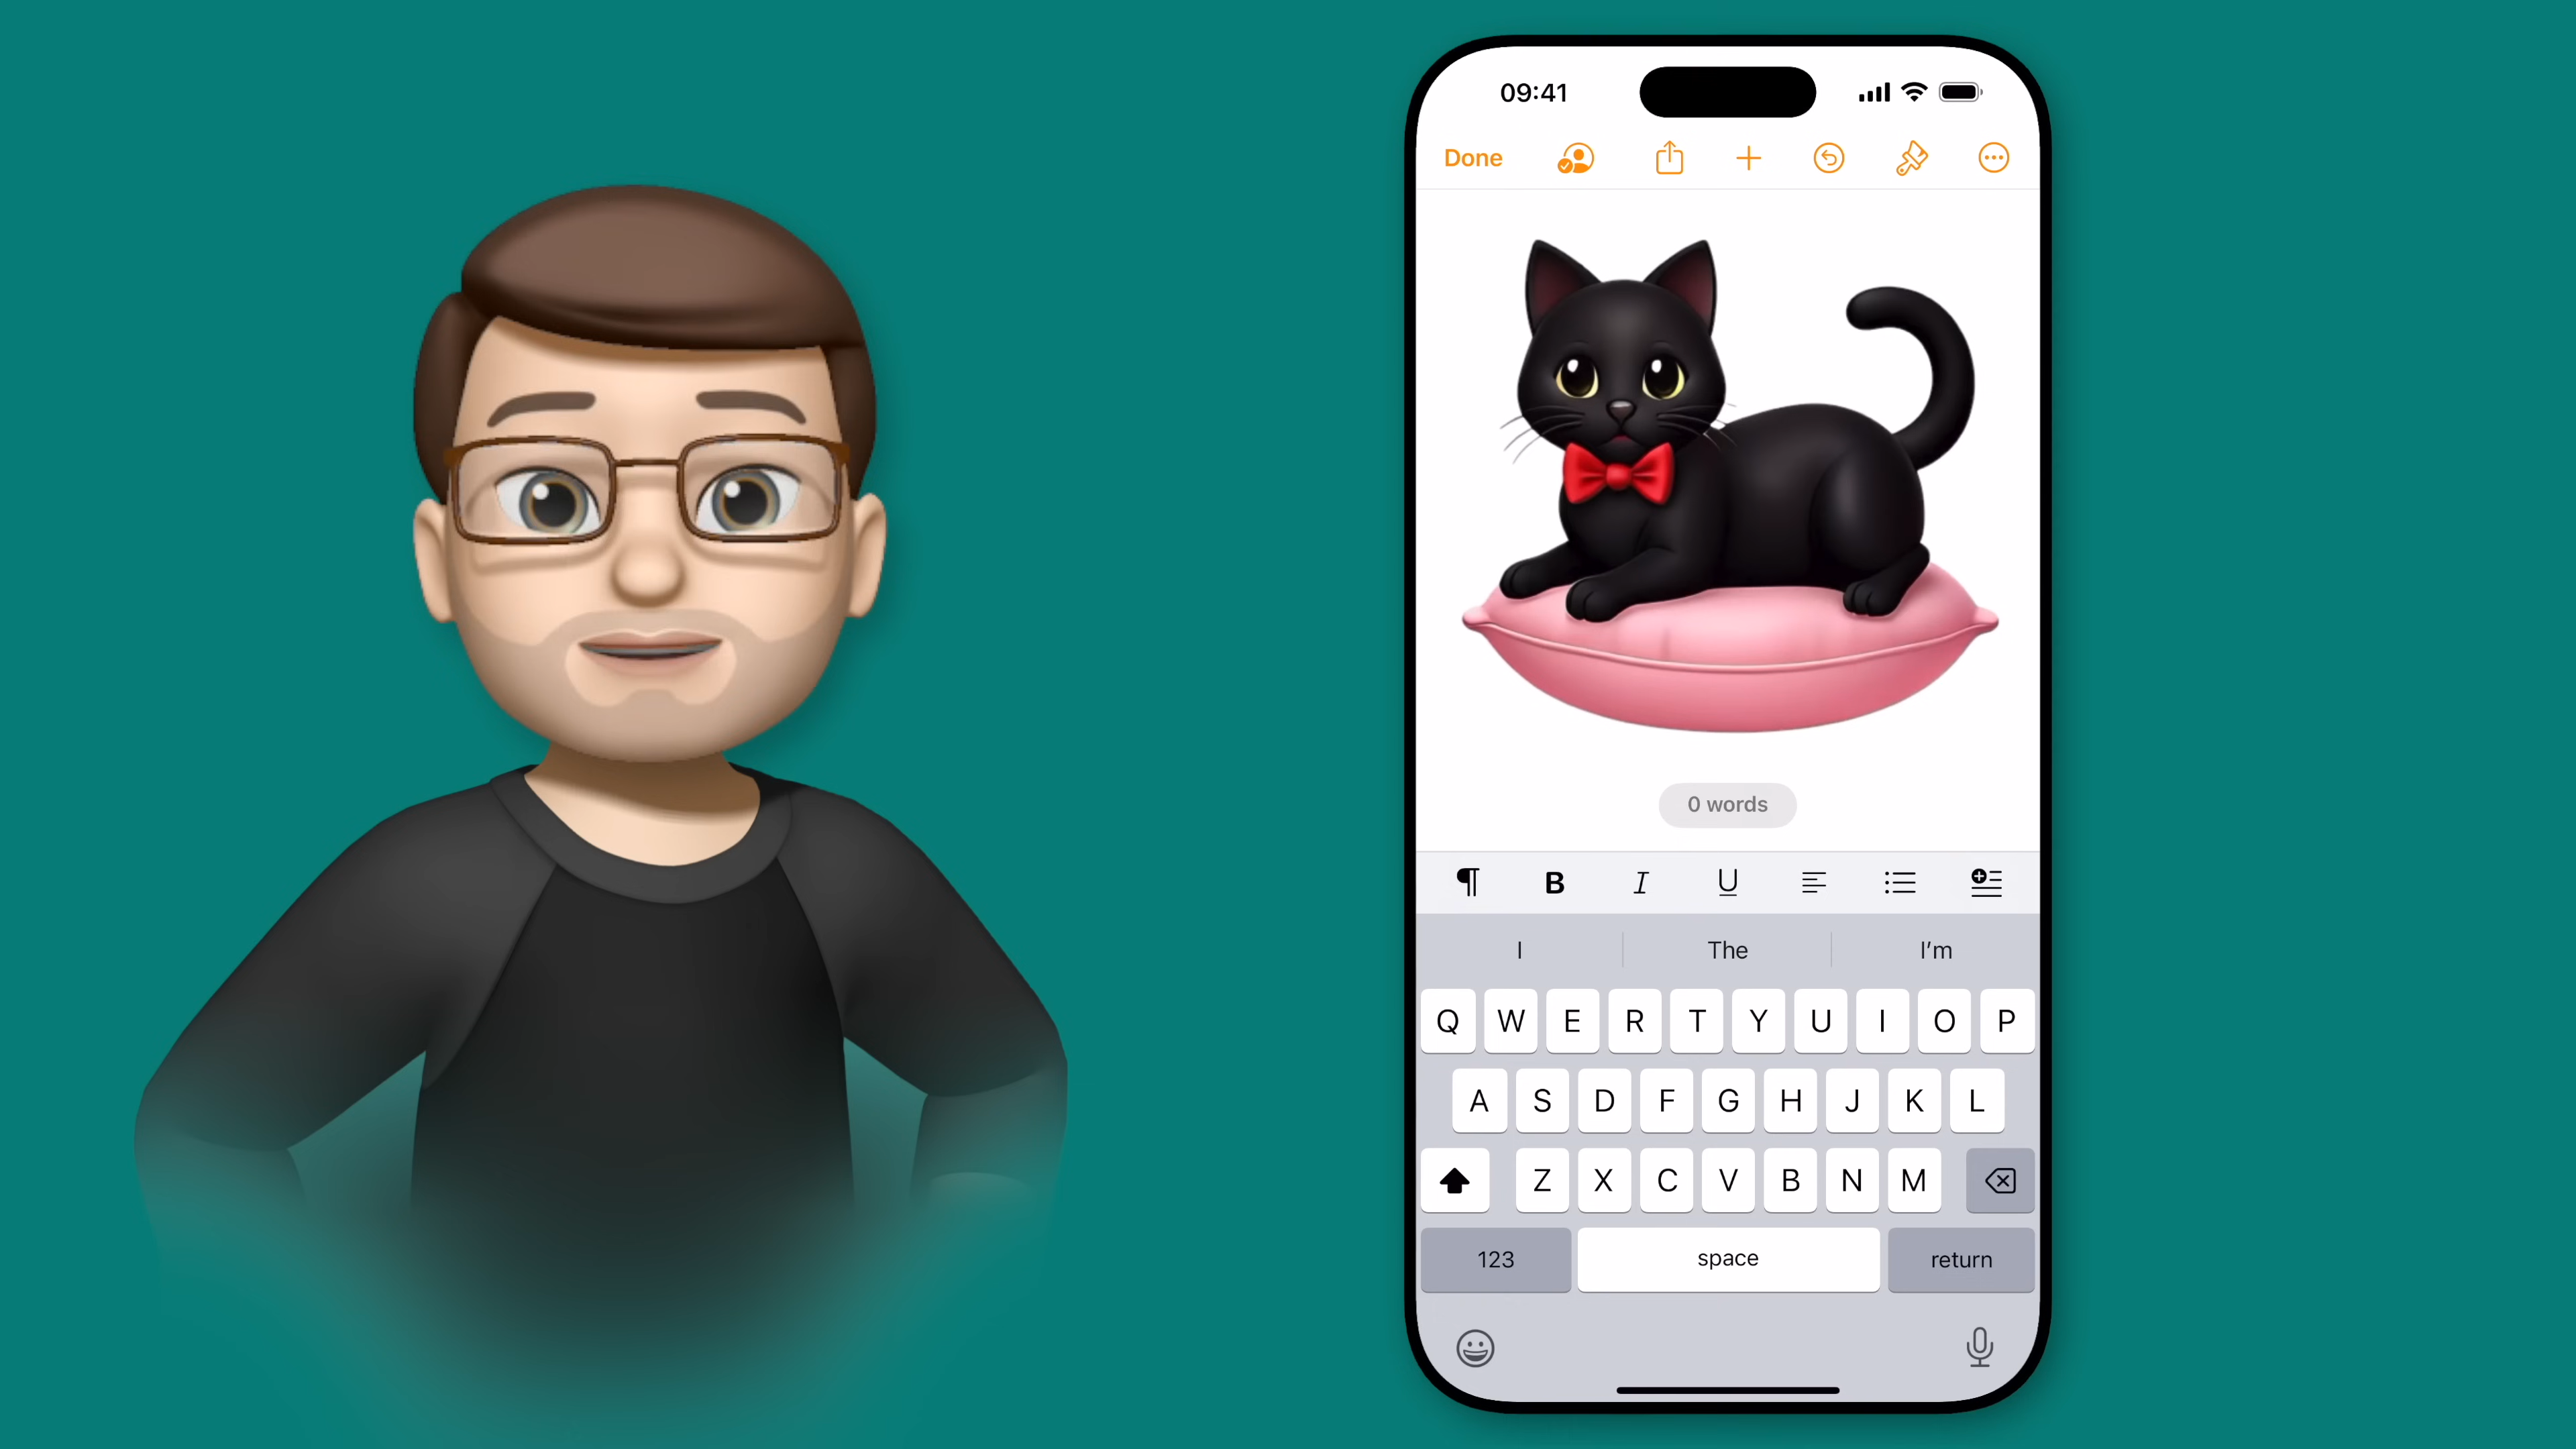 09:41
Done
0 words
¶ B I U
I The I'm
Q W E R T Y U I O P
A S D F G H J K L
Z X C V B N M
123 space return